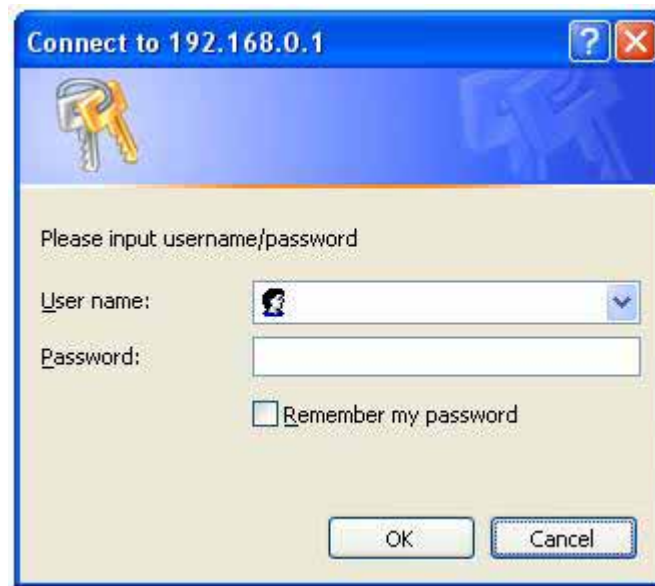 Connect to 192.168.0.1
?
Please input username/password
User name:
Password:
Remember my password
OK
Cancel